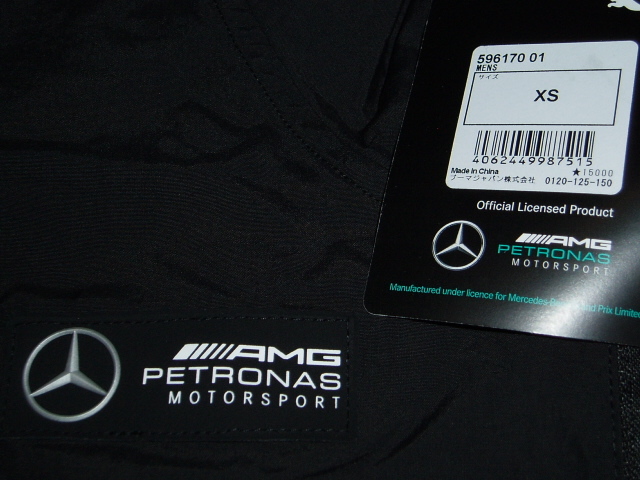 596170 01
MENS
サイズ
XS
4062449987515
Made in China
★15000
プーマジャパン株式会社 0120-125-150
Official Licensed Product
AMG
PETRONAS
MOTORSPORT
Manufactured under licence for Mercedes Prix Limited
AMG
PETRONAS
MOTORSPORT